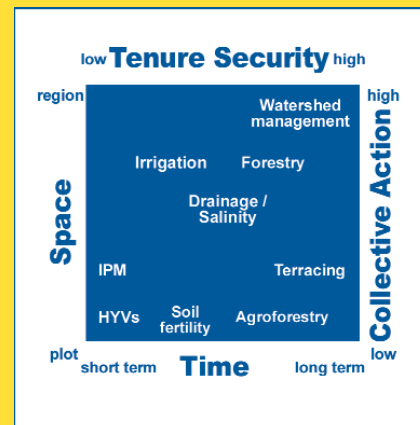 low Tenure Security high
region
high
Watershed
management
Irrigation Forestry
Drainage /
Salinity
Space
Collective Action
IPM Terracing
HYVs Soil
fertility
Agroforestry
plot
low
short term Time long term